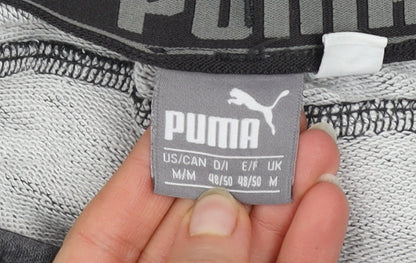 PUMA
PUMA
US/CAN D/I E/F UK
M/M 48/50 48/50 M